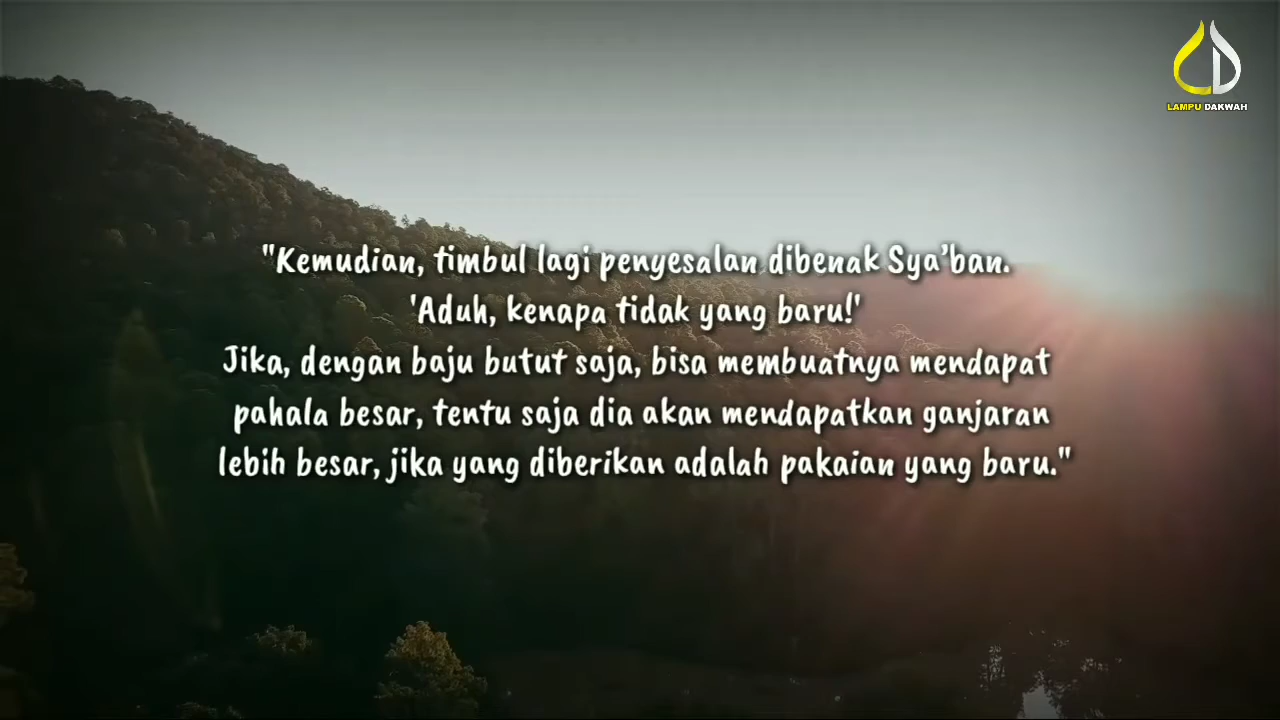 LAMPU DAKWAH
"Kemudian, timbul lagi penyesalan dibenak Sya’ban.
'Aduh, kenapa tidak yang baru!'
Jika, dengan baju butut saja, bisa membuatnya mendapat
pahala besar, tentu saja dia akan mendapatkan ganjaran
lebih besar, jika yang diberikan adalah pakaian yang baru."